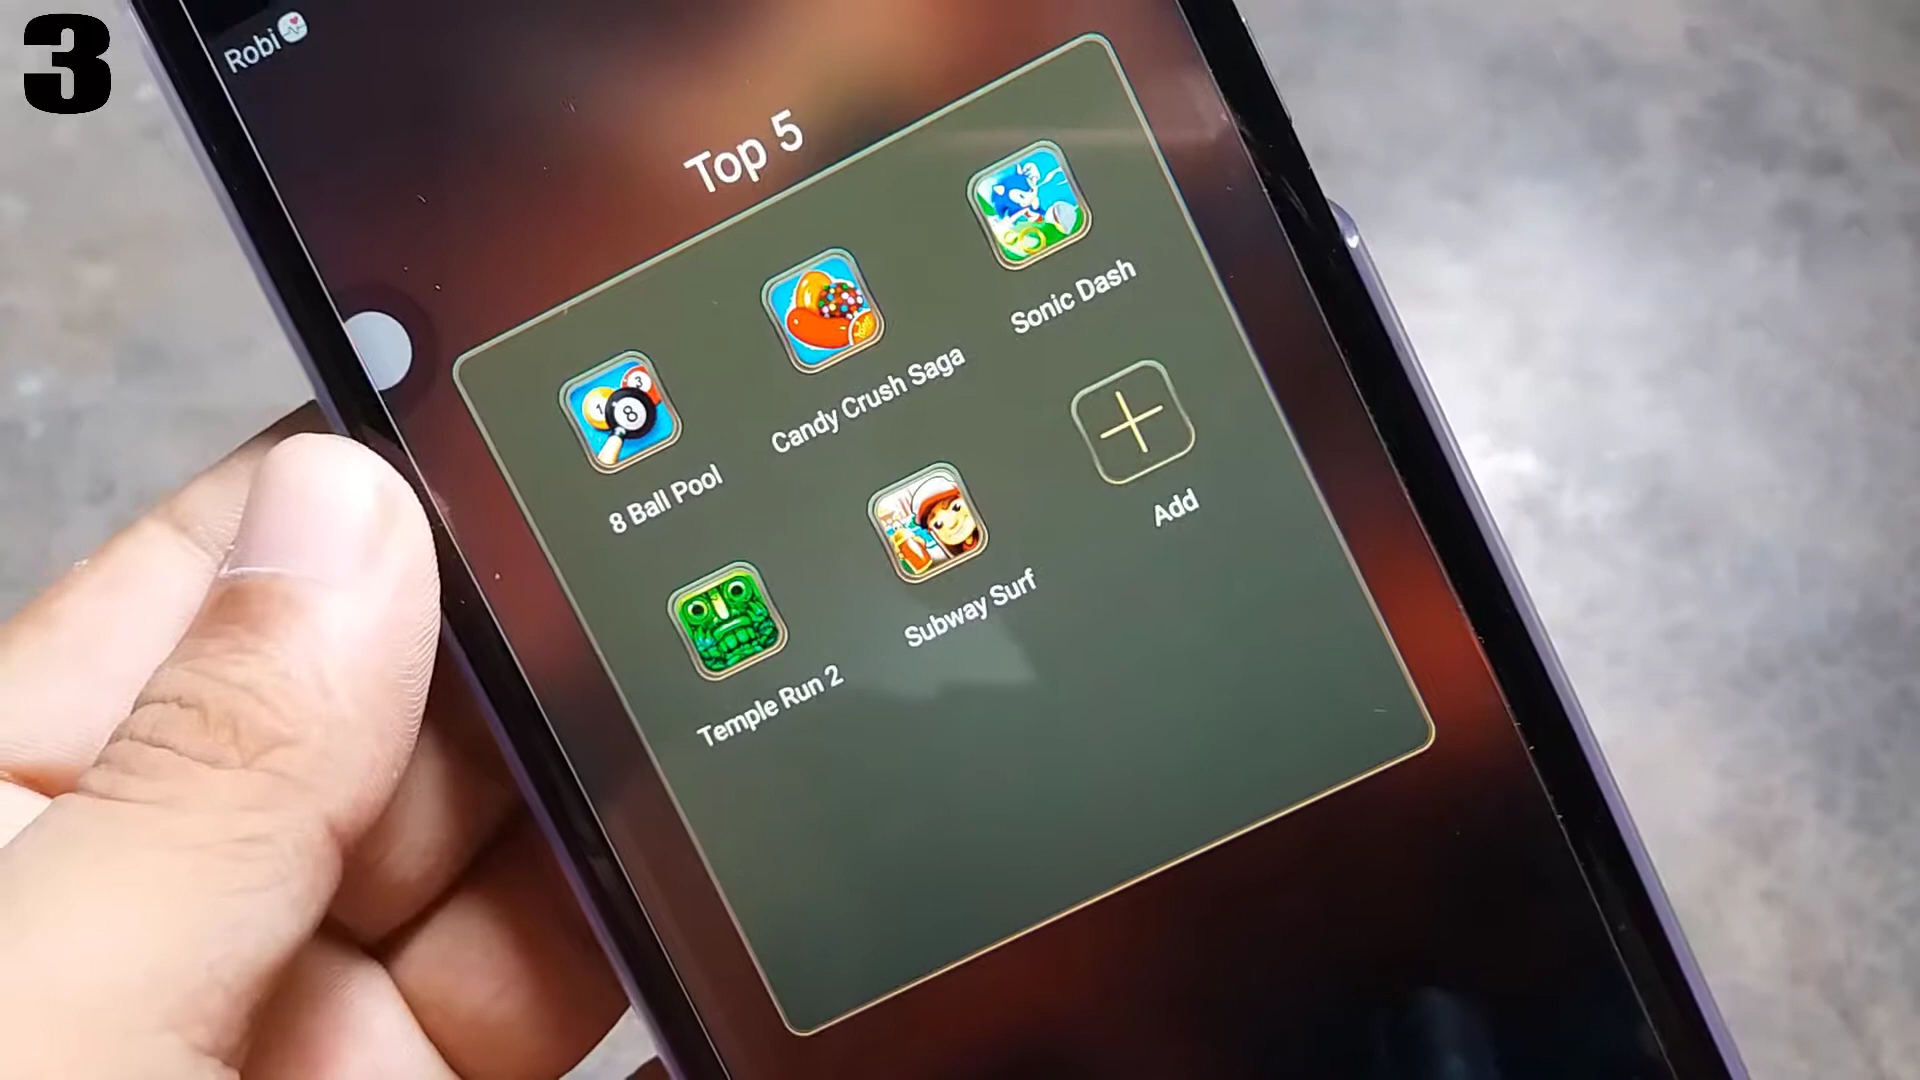 3
Robi
Top 5
8 Ball Pool
Candy Crush Saga
Sonic Dash
Temple Run 2
Subway Surf
Add